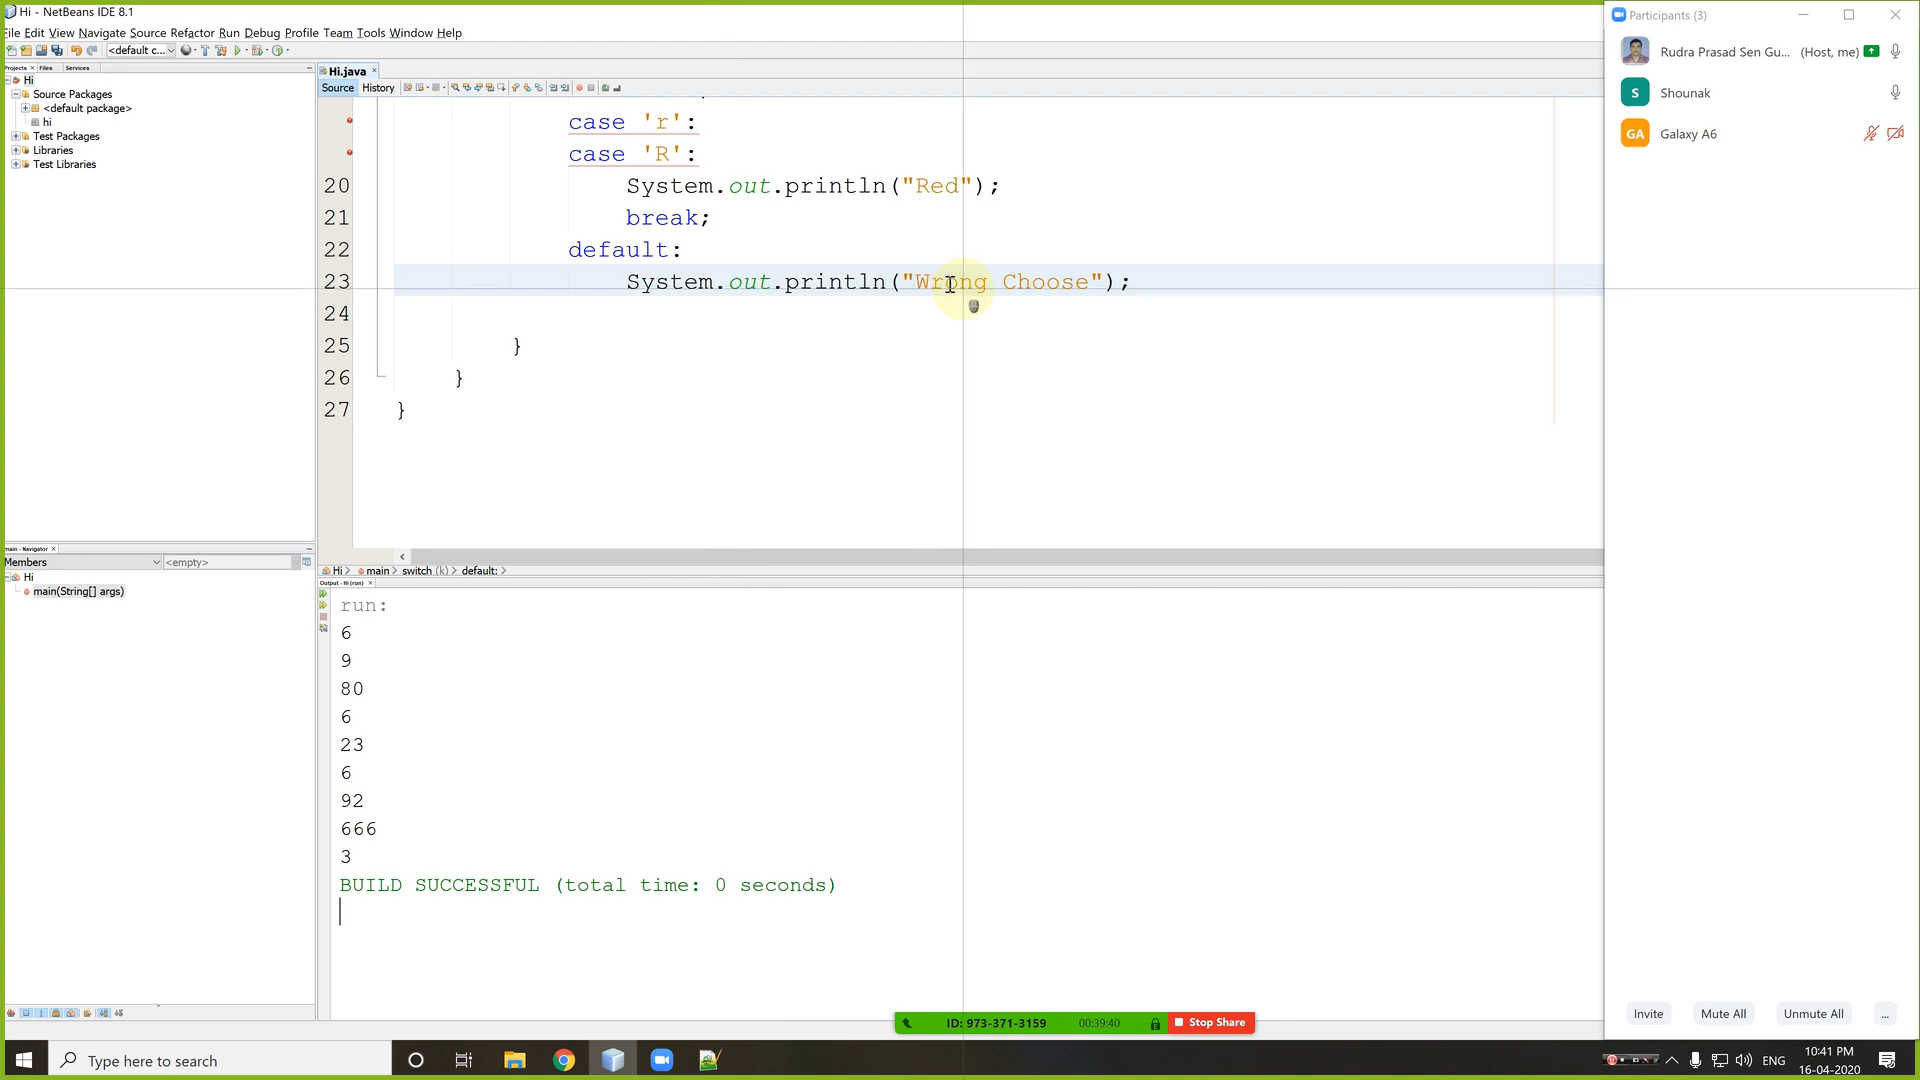 Hi - NetBeans IDE 8.1
File Edit View Navigate Source Refactor Run Debug Profile Team Tools Window Help
<default c...
Projects Files Services
Hi
Source Packages
<default package>
hi
Test Packages
Libraries
Test Libraries
Hi.java
Source History
case 'r':
case 'R':
20 System.out.println("Red");
21 break;
22 default:
23 System.out.println("Wrong Choose");
24
25 }
26 }
27 }
Hi main switch (k) default:
main - Navigator
Members <empty>
Hi
main(String[] args)
Output - Hi (run)
run:
6
9
80
6
23
6
92
666
3
BUILD SUCCESSFUL (total time: 0 seconds)
Participants (3)
Rudra Prasad Sen Gu... (Host, me)
S Shounak
GA Galaxy A6
Invite Mute All Unmute All ...
ID: 973-371-3159 00:39:40 Stop Share
Type here to search
ENG
10:41 PM
16-04-2020